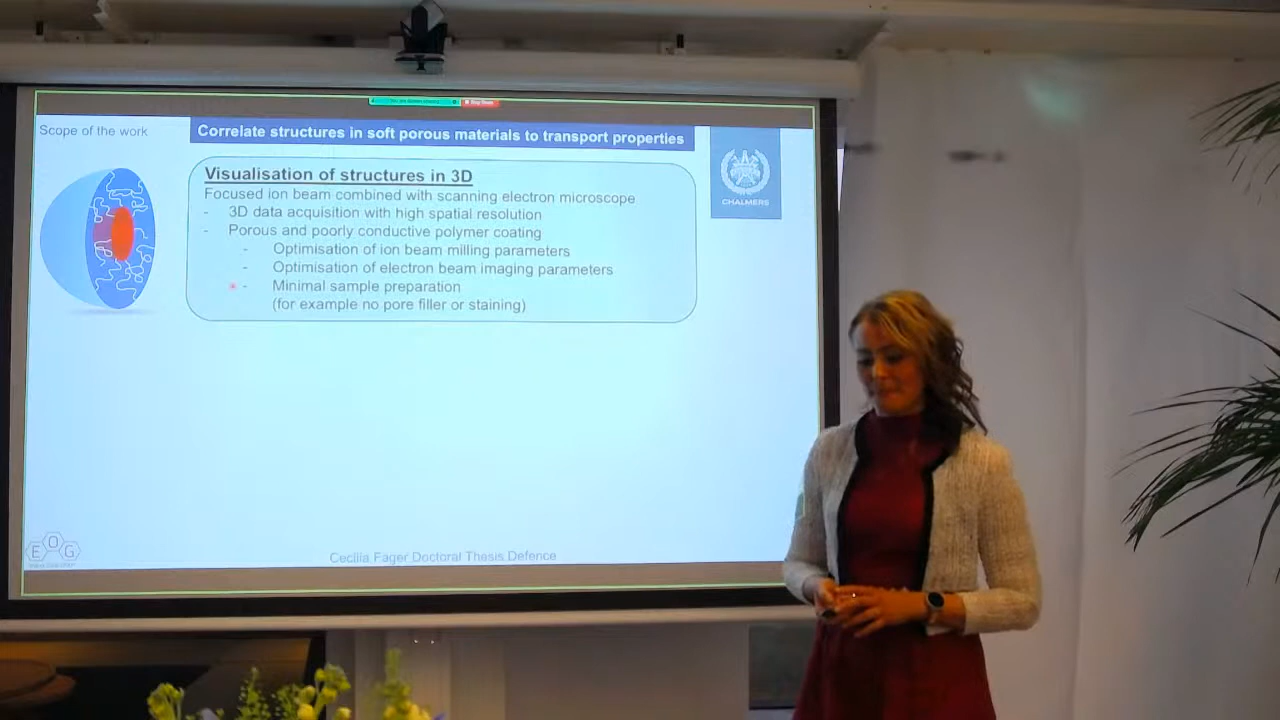 Scope of the work
Correlate structures in soft porous materials to transport properties
CHALMERS
Visualisation of structures in 3D
Focused ion beam combined with scanning electron microscope
- 3D data acquisition with high spatial resolution
- Porous and poorly conductive polymer coating
- Optimisation of ion beam milling parameters
- Optimisation of electron beam imaging parameters
- Minimal sample preparation
(for example no pore filler or staining)
EOG
Cecilia Fager Doctoral Thesis Defence